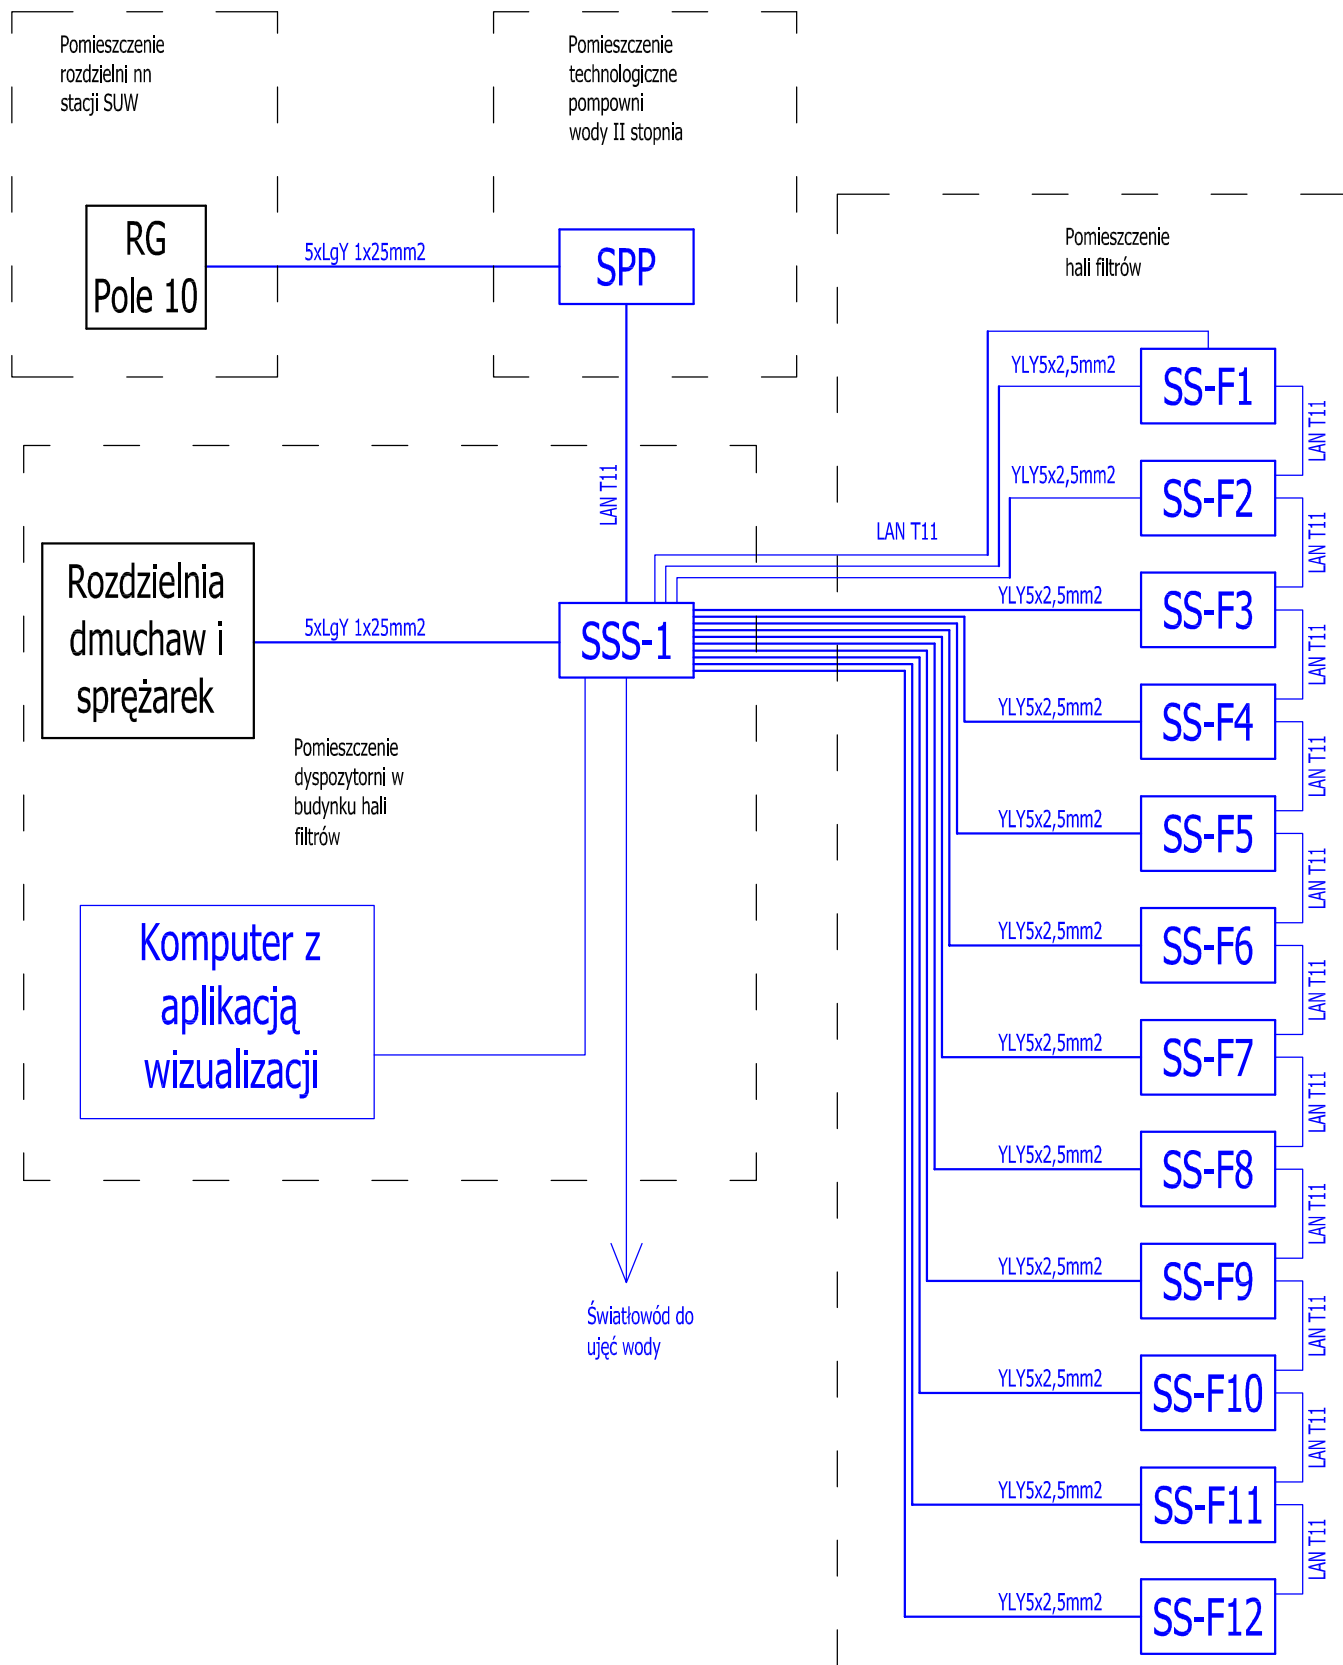 Pomieszczenie
rozdzielni nn
stacji SUW
Pomieszczenie
technologiczne
pompowni
wody II stopnia
RG
Pole 10
5xLgY 1x25mm2
SPP
Pomieszczenie
hali filtrów
LAN T11
Rozdzielnia
dmuchaw i
sprężarek
5xLgY 1x25mm2
SSS-1
LAN T11
Pomieszczenie
dyspozytorni w
budynku hali
filtrów
Komputer z
aplikacją
wizualizacji
Światłowód do
ujęć wody
YLY5x2,5mm2
SS-F1
LAN T11
YLY5x2,5mm2
SS-F2
LAN T11
YLY5x2,5mm2
SS-F3
LAN T11
YLY5x2,5mm2
SS-F4
LAN T11
YLY5x2,5mm2
SS-F5
LAN T11
YLY5x2,5mm2
SS-F6
LAN T11
YLY5x2,5mm2
SS-F7
LAN T11
YLY5x2,5mm2
SS-F8
LAN T11
YLY5x2,5mm2
SS-F9
LAN T11
YLY5x2,5mm2
SS-F10
LAN T11
YLY5x2,5mm2
SS-F11
LAN T11
YLY5x2,5mm2
SS-F12